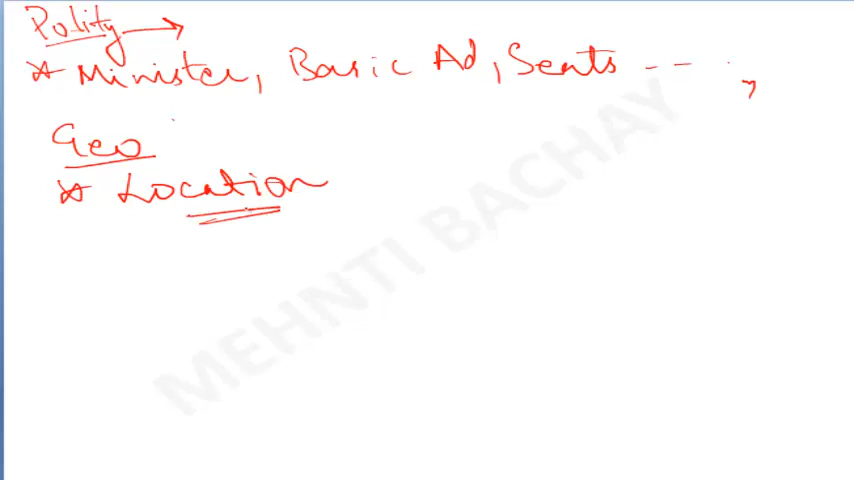 Polity →
* Minister, Basic Ad, Seats -- - ,
Geo
* Location
MEHNTI BACHAY